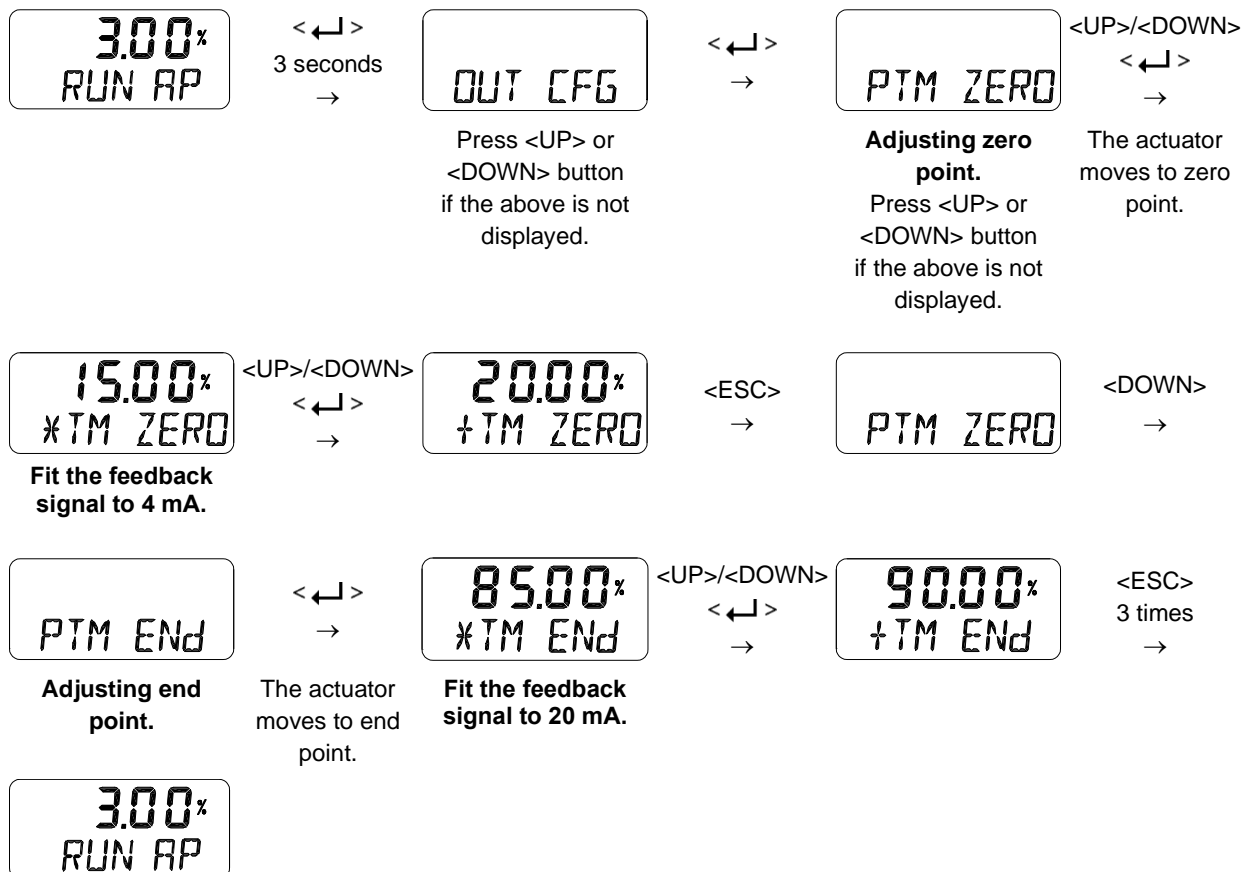 3.00%
RUN AP
< ↵ >
3 seconds
→
OUT CFG
Press <UP> or
<DOWN> button
if the above is not
displayed.
< ↵ >
→
PTM ZERO
Adjusting zero
point.
Press <UP> or
<DOWN> button
if the above is not
displayed.
<UP>/<DOWN>
< ↵ >
→
The actuator
moves to zero
point.
15.00%
*TM ZERO
Fit the feedback
signal to 4 mA.
<UP>/<DOWN>
< ↵ >
→
20.00%
+TM ZERO
<ESC>
→
PTM ZERO
<DOWN>
→
PTM ENd
Adjusting end
point.
< ↵ >
→
The actuator
moves to end
point.
85.00%
*TM ENd
Fit the feedback
signal to 20 mA.
<UP>/<DOWN>
< ↵ >
→
90.00%
+TM ENd
<ESC>
3 times
→
3.00%
RUN AP